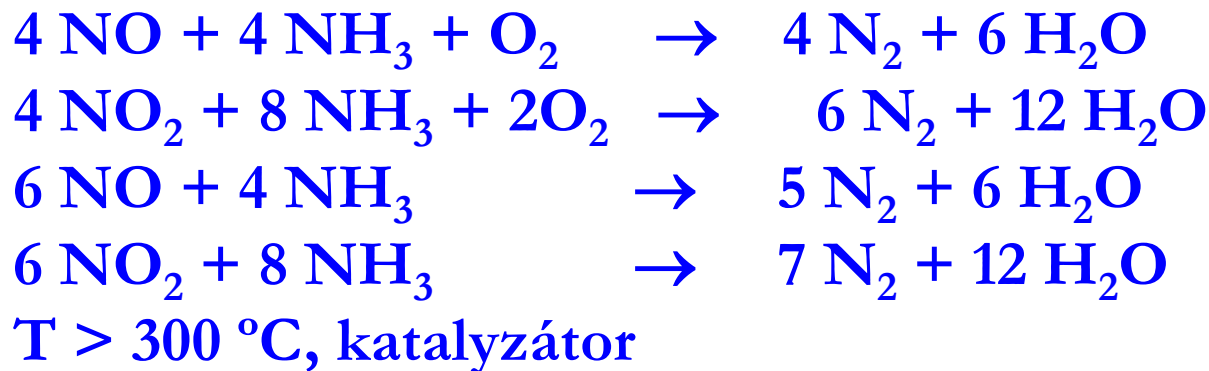 4 NO + 4 NH₃ + O₂ → 4 N₂ + 6 H₂O
4 NO₂ + 8 NH₃ + 2O₂ → 6 N₂ + 12 H₂O
6 NO + 4 NH₃ → 5 N₂ + 6 H₂O
6 NO₂ + 8 NH₃ → 7 N₂ + 12 H₂O
T > 300 ºC, katalyzátor